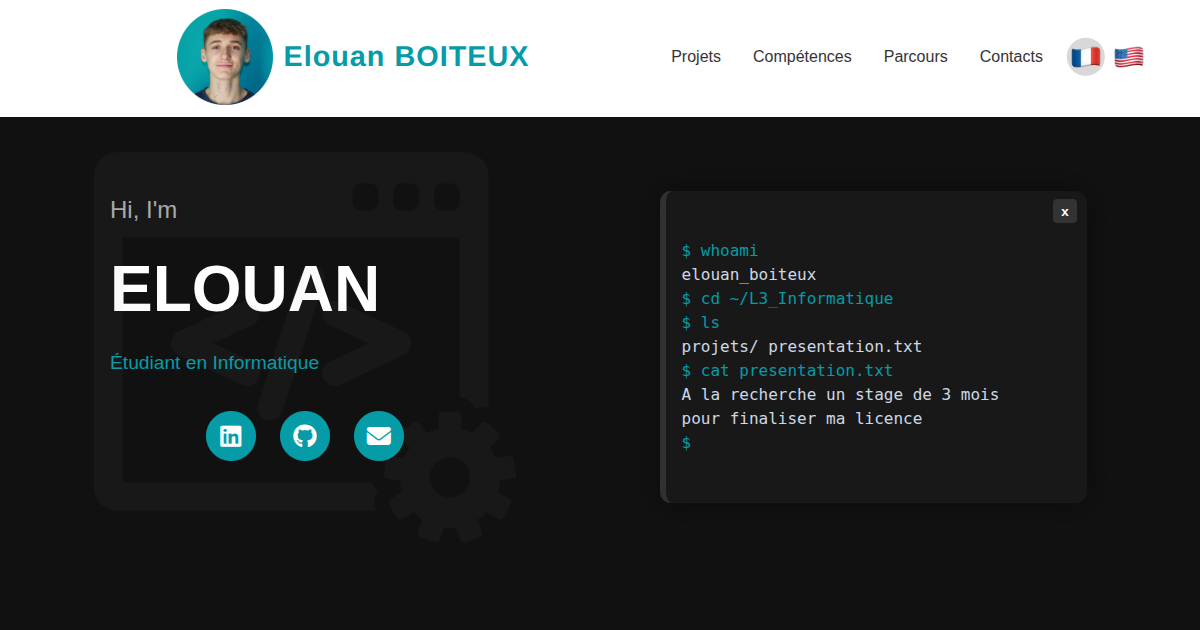 Elouan BOITEUX
Projets
Compétences
Parcours
Contacts
Hi, I'm
ELOUAN
Étudiant en Informatique
x
$ whoami
elouan_boiteux
$ cd ~/L3_Informatique
$ ls
projets/ presentation.txt
$ cat presentation.txt
A la recherche un stage de 3 mois
pour finaliser ma licence
$